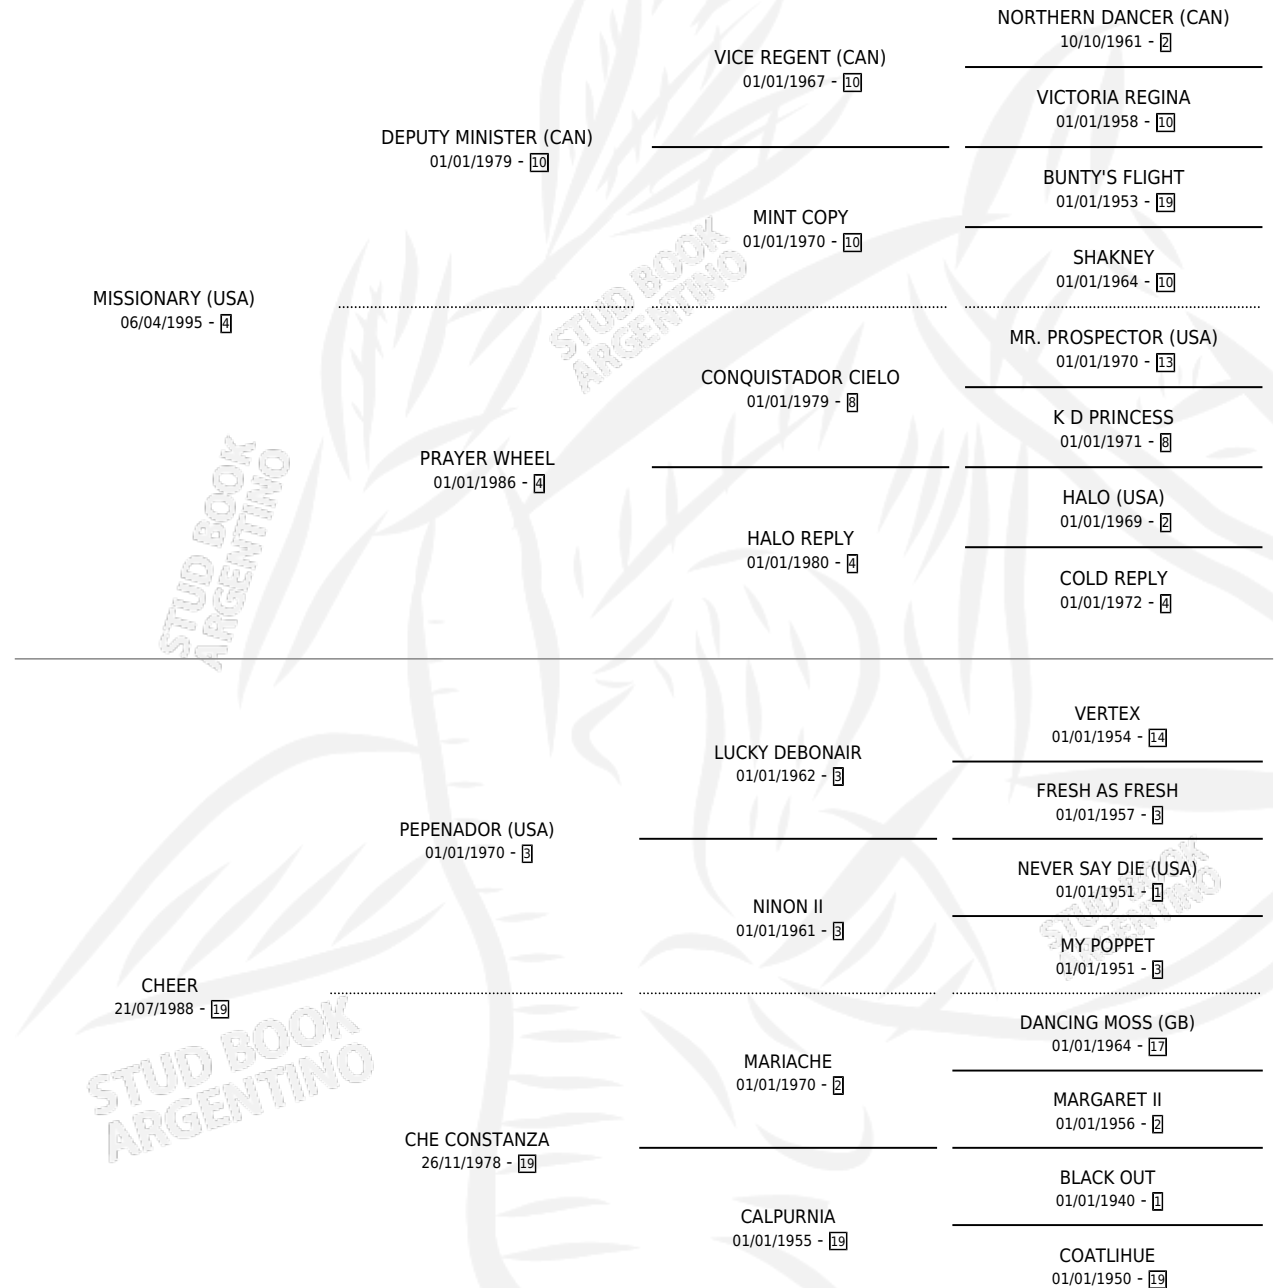 NORTHERN DANCER (CAN)
10/10/1961 - 2
VICE REGENT (CAN)
01/01/1967 - 10
VICTORIA REGINA
01/01/1958 - 10
DEPUTY MINISTER (CAN)
01/01/1979 - 10
BUNTY'S FLIGHT
01/01/1953 - 19
MINT COPY
01/01/1970 - 10
SHAKNEY
01/01/1964 - 10
MISSIONARY (USA)
06/04/1995 - 4
STUD BOOK
ARGENTINO
MR. PROSPECTOR (USA)
01/01/1970 - 13
CONQUISTADOR CIELO
01/01/1979 - 8
K D PRINCESS
01/01/1971 - 8
PRAYER WHEEL
01/01/1986 - 4
HALO (USA)
01/01/1969 - 2
HALO REPLY
01/01/1980 - 4
COLD REPLY
01/01/1972 - 4
STUD BOOK
ARGENTINO
VERTEX
01/01/1954 - 14
LUCKY DEBONAIR
01/01/1962 - 3
FRESH AS FRESH
01/01/1957 - 3
PEPENADOR (USA)
01/01/1970 - 3
NEVER SAY DIE (USA)
01/01/1951 - 1
NINON II
01/01/1961 - 3
MY POPPET
01/01/1951 - 3
STUD BOOK
ARGENTINO
CHEER
21/07/1988 - 19
DANCING MOSS (GB)
01/01/1964 - 17
MARIACHE
01/01/1970 - 2
MARGARET II
01/01/1956 - 2
STUD BOOK
ARGENTINO
CHE CONSTANZA
26/11/1978 - 19
BLACK OUT
01/01/1940 - 1
CALPURNIA
01/01/1955 - 19
COATLIHUE
01/01/1950 - 19